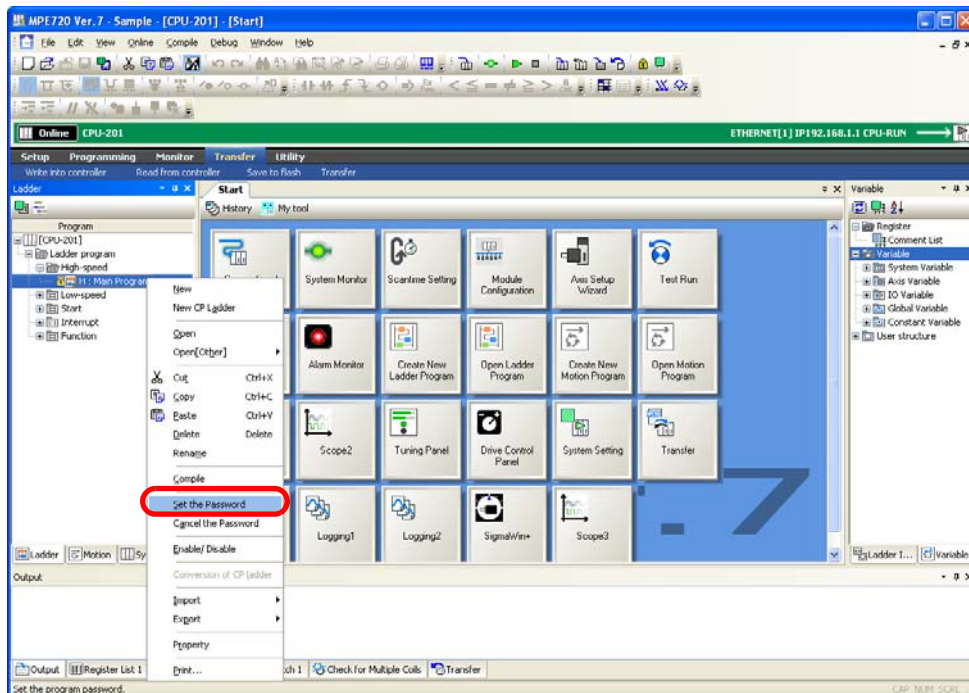 MPE720 Ver. 7 - Sample - [CPU-201] - [Start]
File Edit View Online Compile Debug Window Help
Online CPU-201 ETHERNET[1] IP192.168.1.1 CPU-RUN
Setup Programming Monitor Transfer Utility
Write into controller Read from controller Save to flash Transfer
Ladder
Start
Variable
History My tool
Program
[CPU-201]
Ladder program
High-speed
H : Main Program
Low-speed
Start
Interrupt
Function
New
New CP Ladder
Open
Open[Other]
Cut Ctrl+X
Copy Ctrl+C
Paste Ctrl+V
Delete Delete
Rename
Compile
Set the Password
Cancel the Password
Enable/ Disable
Conversion of CP ladder
Import
Export
Property
Print...
System Monitor
Scantime Setting
Module Configuration
Axis Setup Wizard
Test Run
Alarm Monitor
Create New Ladder Program
Open Ladder Program
Create New Motion Program
Open Motion Program
Scope2
Tuning Panel
Drive Control Panel
System Setting
Transfer
Logging1
Logging2
SigmaWin+
Scope3
.7
Register
Comment List
Variable
System Variable
Axis Variable
IO Variable
Global Variable
Constant Variable
User structure
Ladder Motion Sy
Ladder I... Variable
Output
Output Register List 1 ch 1 Check for Multiple Coils Transfer
Set the program password. CAP NUM SCRL